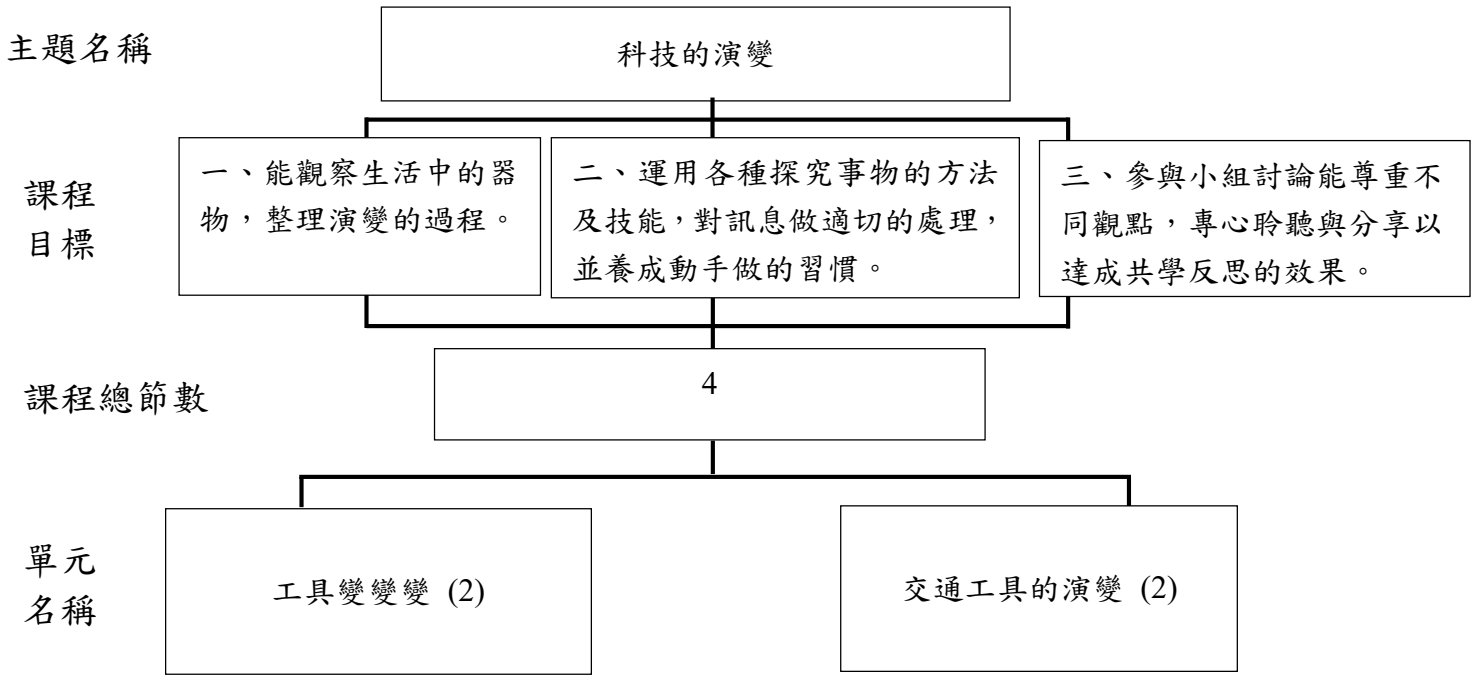 主題名稱
科技的演變
課程
目標
一、能觀察生活中的器
物，整理演變的過程。
二、運用各種探究事物的方法
及技能，對訊息做適切的處理，
並養成動手做的習慣。
三、參與小組討論能尊重不
同觀點，專心聆聽與分享以
達成共學反思的效果。
課程總節數
4
單元
名稱
工具變變變 (2)
交通工具的演變 (2)